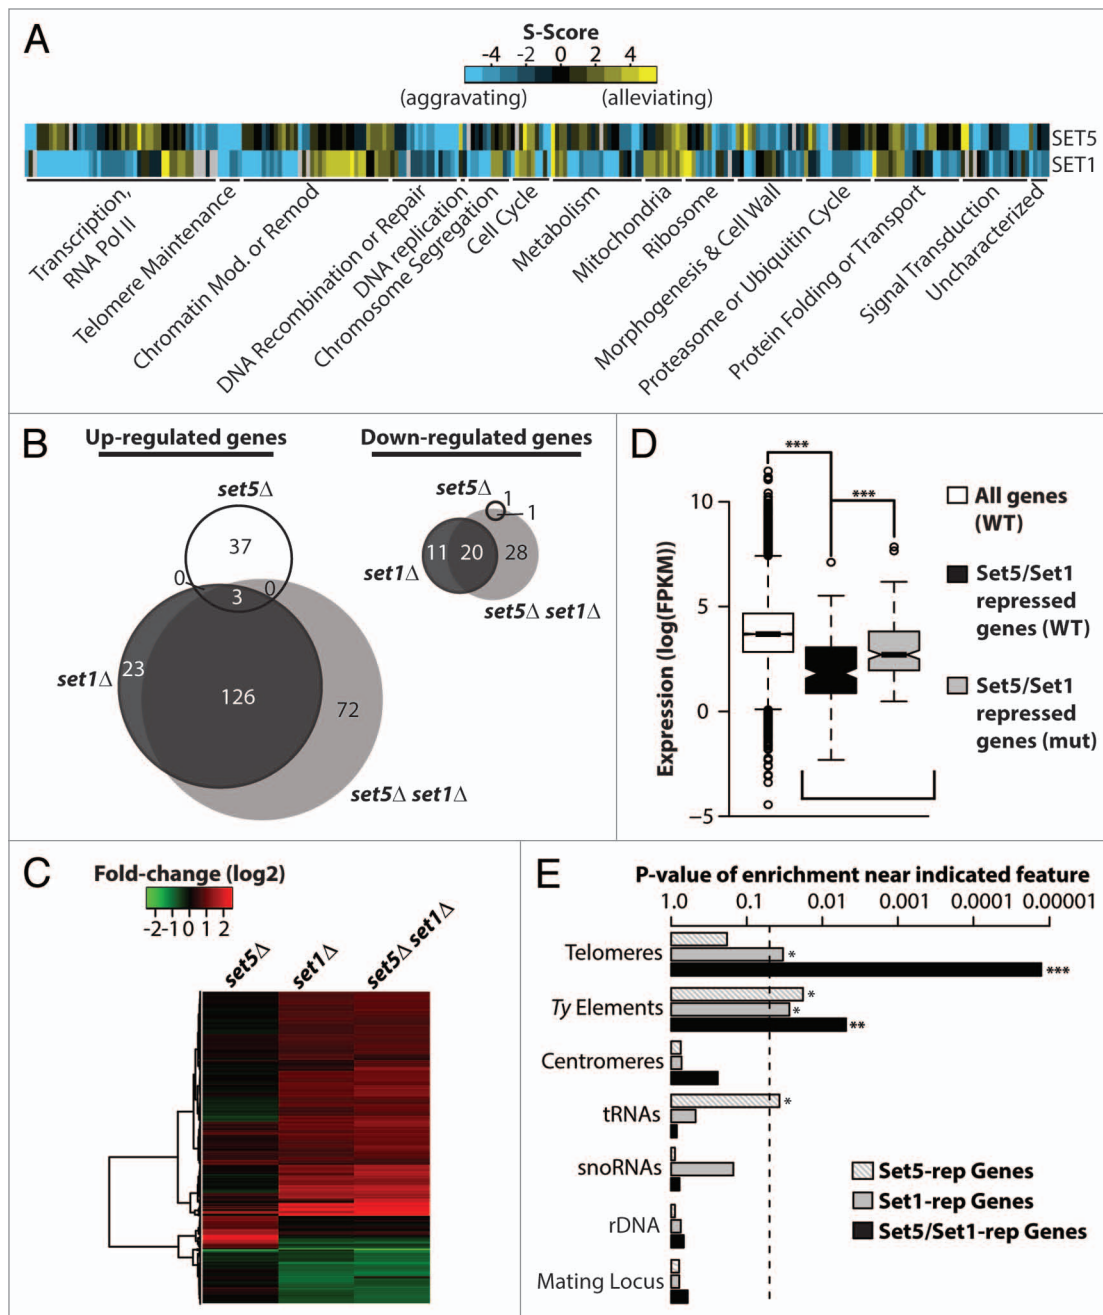 A
S-Score
-4 -2 0 2 4
(aggravating) (alleviating)
SET5
SET1
Transcription,
RNA Pol II
Telomere Maintenance
Chromatin Mod. or Remod
DNA Recombination or Repair
DNA replication
Chromosome Segregation
Cell Cycle
Metabolism
Mitochondria
Ribosome
Morphogenesis & Cell Wall
Proteasome or Ubiquitin Cycle
Protein Folding or Transport
Signal Transduction
Uncharacterized
B
Up-regulated genes
set5Δ
37
0
0
3
set1Δ
23
126
72
set5Δ set1Δ
Down-regulated genes
set5Δ
1
1
11
20
28
set1Δ
set5Δ set1Δ
D
***
***
10
5
0
−5
Expression (log(FPKM))
All genes
(WT)
Set5/Set1
repressed
genes (WT)
Set5/Set1
repressed
genes (mut)
C
Fold-change (log2)
-2 -1 0 1 2
set5Δ
set1Δ
set5Δ set1Δ
E
P-value of enrichment near indicated feature
1.0 0.1 0.01 0.001 0.0001 0.00001
Telomeres
*
***
Ty Elements
*
*
**
Centromeres
tRNAs
*
snoRNAs
rDNA
Mating Locus
Set5-rep Genes
Set1-rep Genes
Set5/Set1-rep Genes